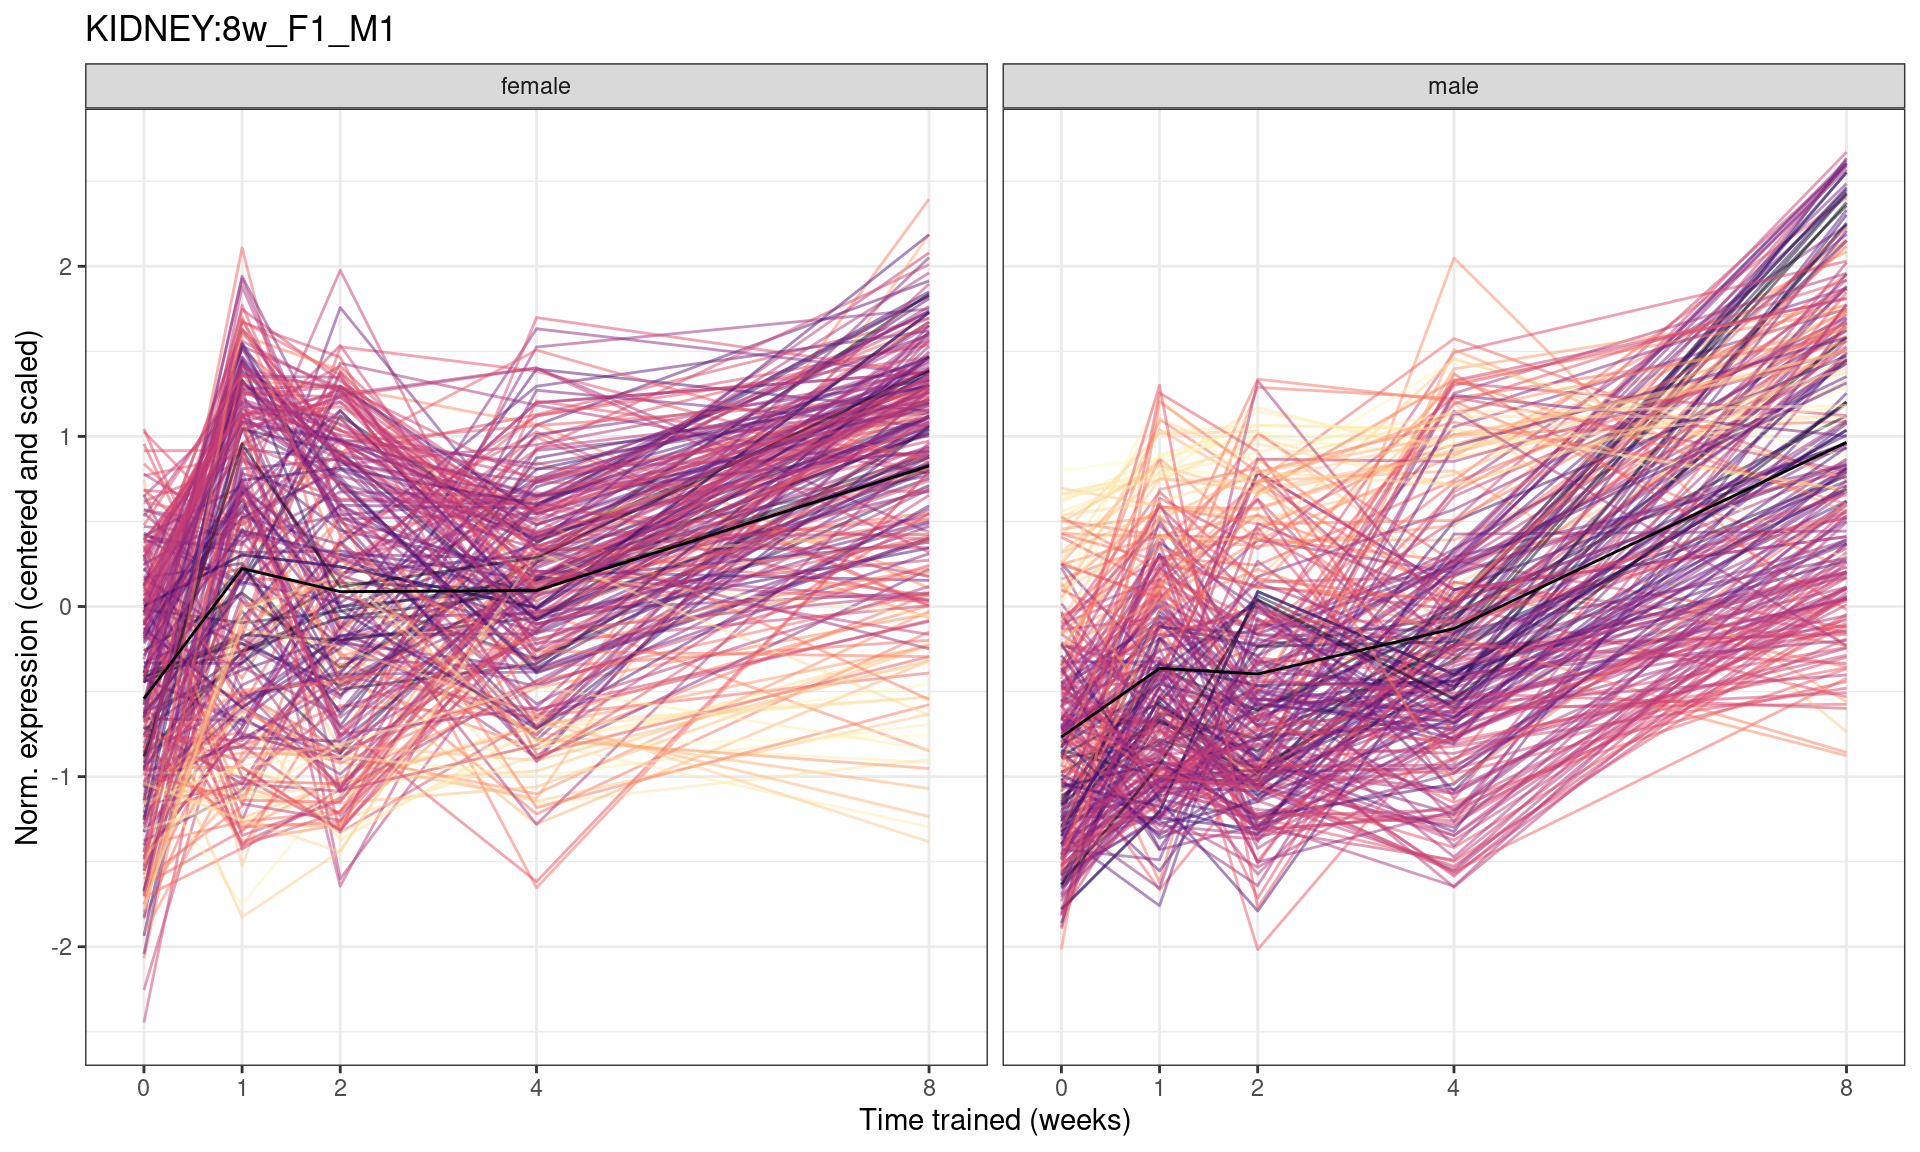 KIDNEY:8w_F1_M1
female
male
Norm. expression (centered and scaled)
2
1
0
-1
-2
0 1 2 4 8
0 1 2 4 8
Time trained (weeks)